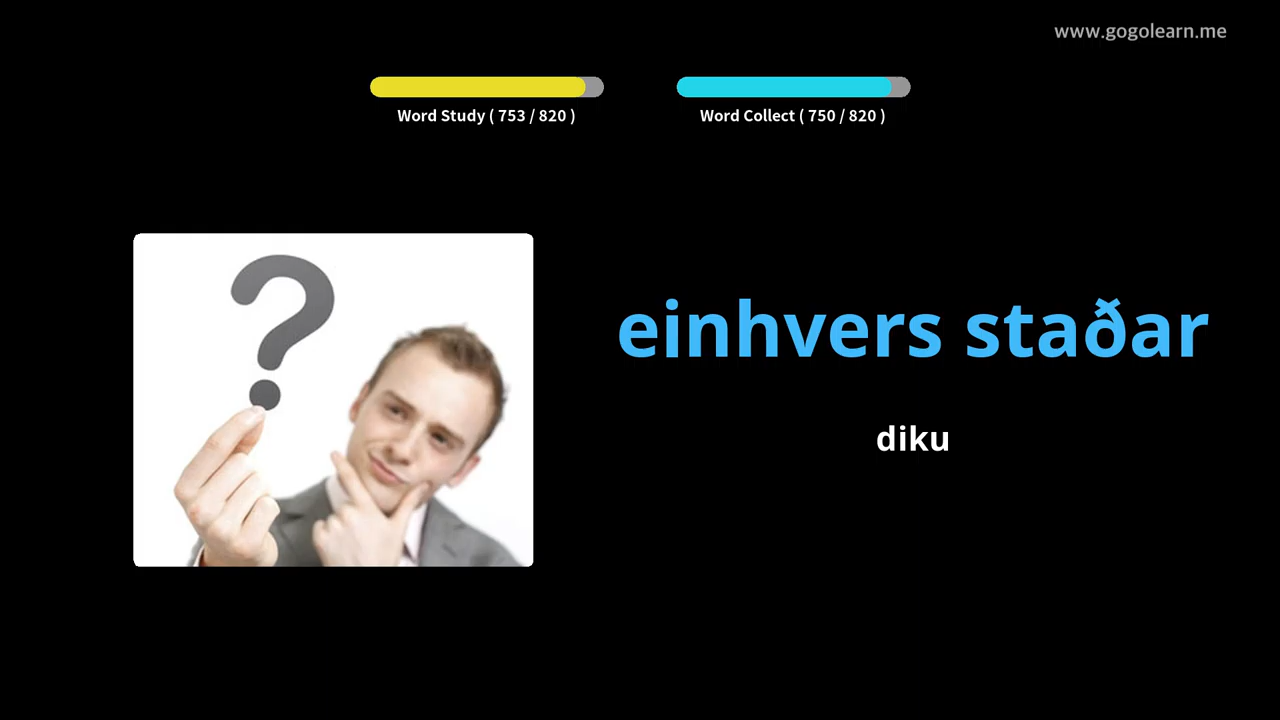 www.gogolearn.me
Word Study ( 753 / 820 )
Word Collect ( 750 / 820 )
einhvers staðar
diku